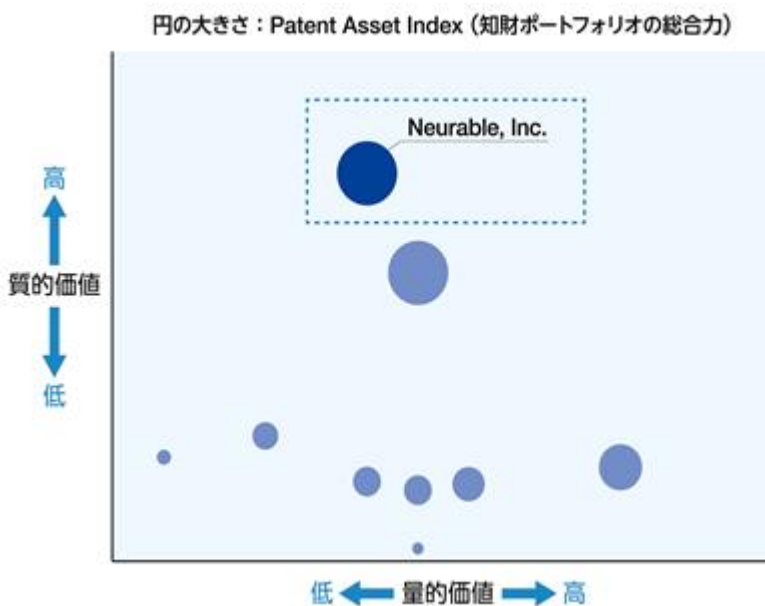 円の大きさ：Patent Asset Index（知財ポートフォリオの総合力）
Neurable, Inc.
高
質的価値
低
低 量的価値 高